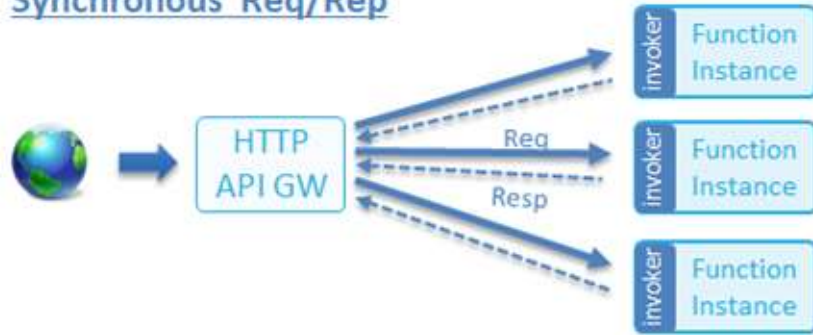 Synchronous Req/Rep
invoker
Function
Instance
HTTP
API GW
Req
Resp
invoker
Function
Instance
invoker
Function
Instance